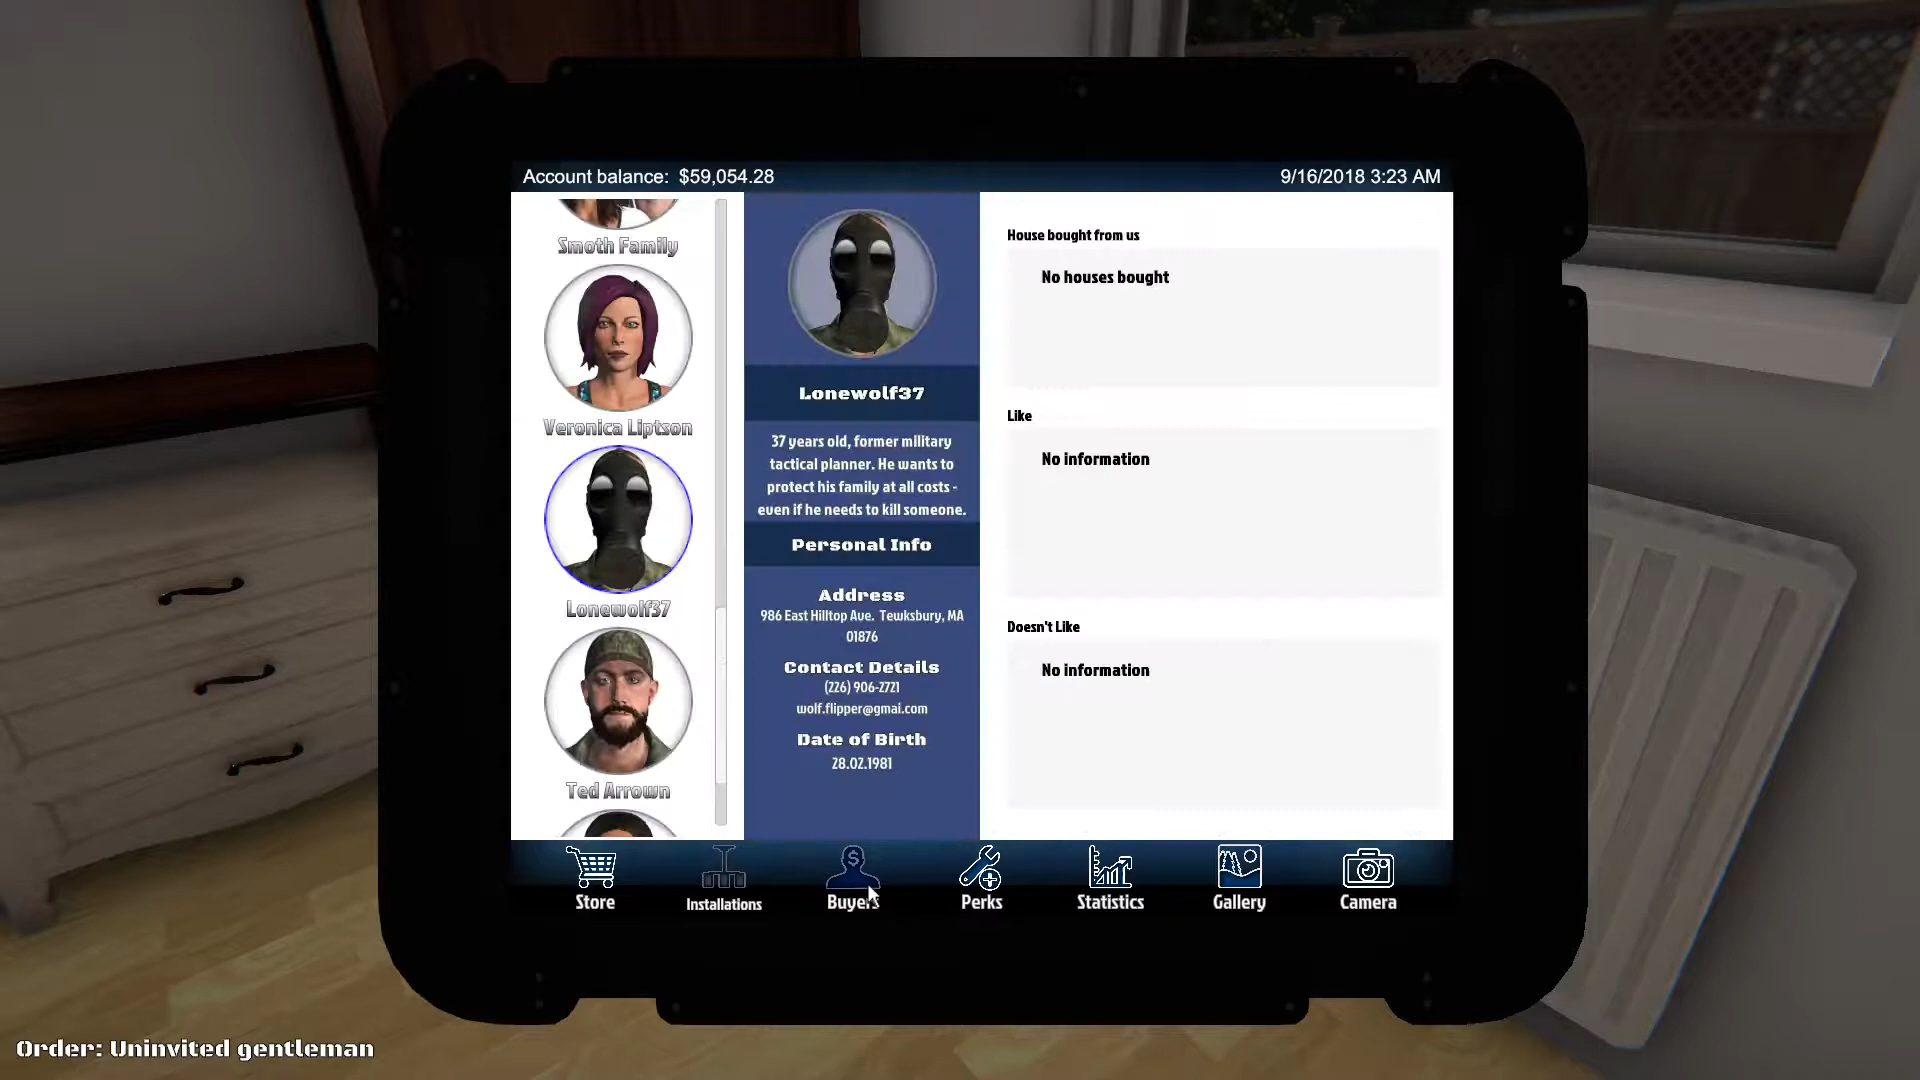 Account balance: $59,054.28
9/16/2018 3:23 AM
Smoth Family
Veronica Liptson
Lonewolf37
Ted Arrown
Lonewolf37
37 years old, former military
tactical planner. He wants to
protect his family at all costs -
even if he needs to kill someone.
Personal Info
Address
986 East Hilltop Ave. Tewksbury, MA
01876
Contact Details
(226) 906-2721
wolf.flipper@gmai.com
Date of Birth
28.02.1981
House bought from us
No houses bought
Like
No information
Doesn't Like
No information
Store
Installations
Buyers
Perks
Statistics
Gallery
Camera
Order: Uninvited gentleman